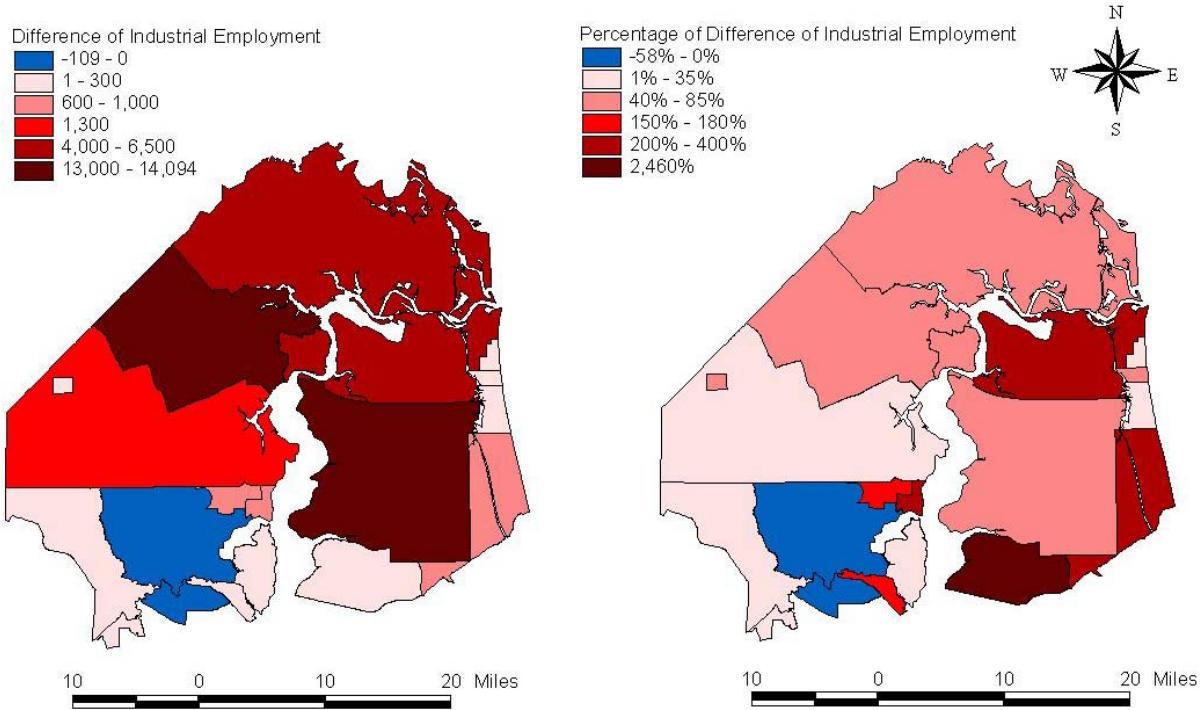 Difference of Industrial Employment
-109 - 0
1 - 300
600 - 1,000
1,300
4,000 - 6,500
13,000 - 14,094
Percentage of Difference of Industrial Employment
-58% - 0%
1% - 35%
40% - 85%
150% - 180%
200% - 400%
2,460%
N
W E
S
10 0 10 20 Miles
10 0 10 20 Miles